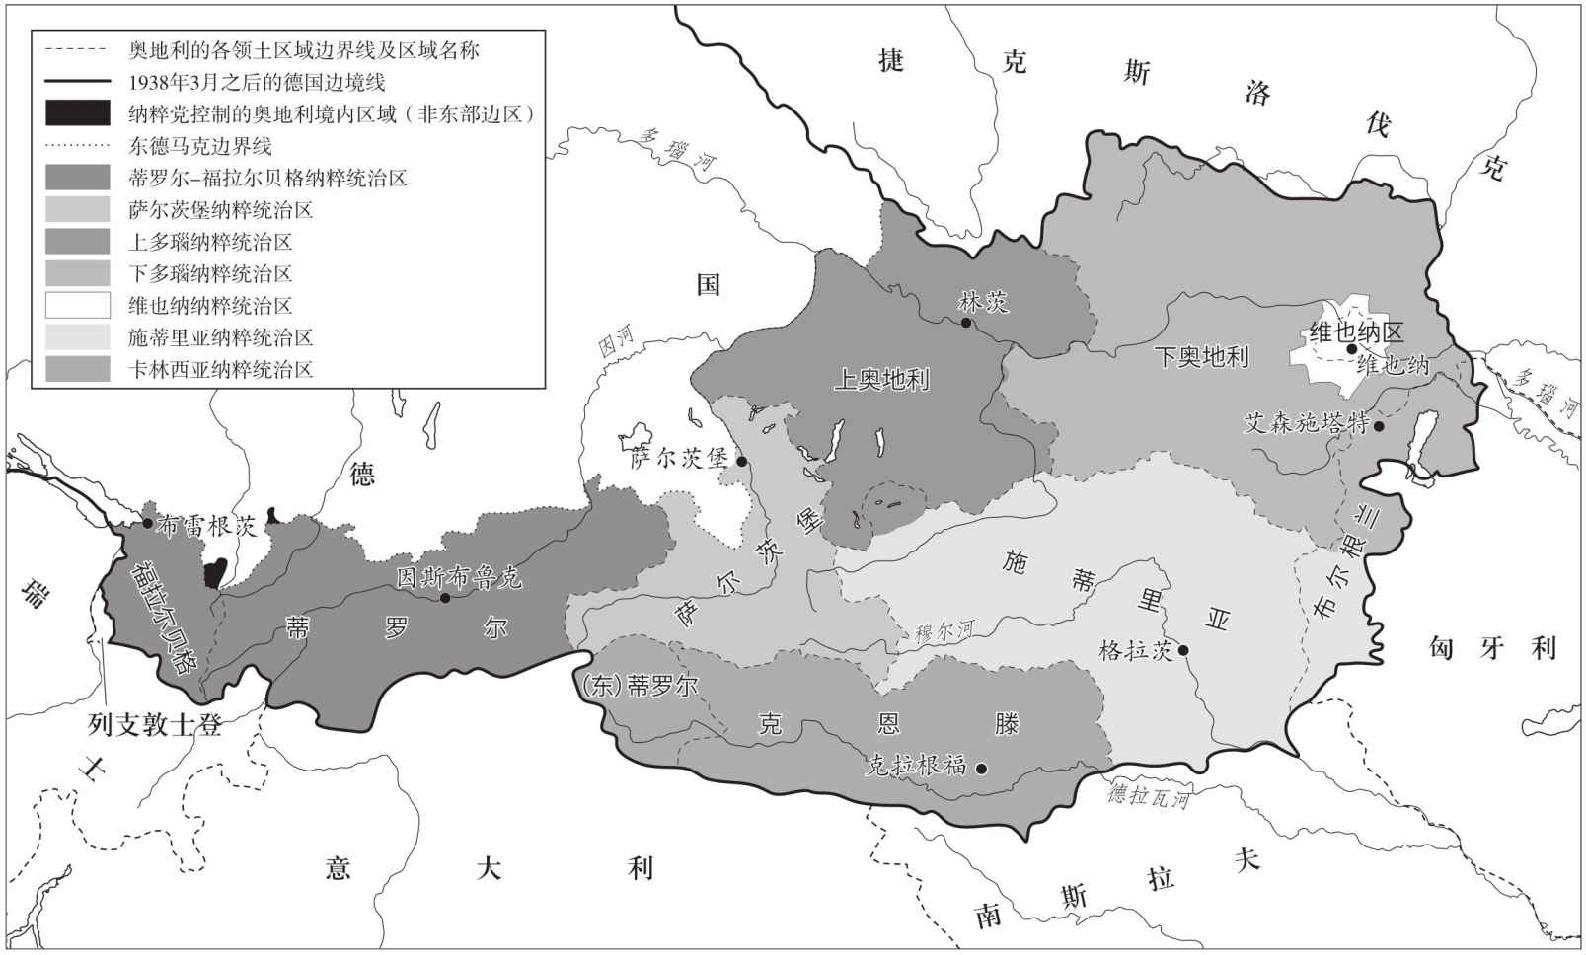 奥地利的各领土区域边界线及区域名称
1938年3月之后的德国边境线
纳粹党控制的奥地利境内区域（非东部边区）
东德马克边界线
蒂罗尔–福拉尔贝格纳粹统治区
萨尔茨堡纳粹统治区
上多瑙纳粹统治区
下多瑙纳粹统治区
维也纳纳粹统治区
施蒂里亚纳粹统治区
卡林西亚纳粹统治区
捷克斯洛伐克
多瑙河
德国
因河
林茨
上奥地利
下奥地利
维也纳区
维也纳
多瑙河
艾森施塔特
萨尔茨堡
布雷根茨
福拉尔贝格
因斯布鲁克
蒂罗尔
萨尔茨堡
施蒂里亚
布尔根兰
穆尔河
格拉茨
匈牙利
瑞士
列支敦士登
(东)蒂罗尔
克恩滕
克拉根福
德拉瓦河
意大利
南斯拉夫